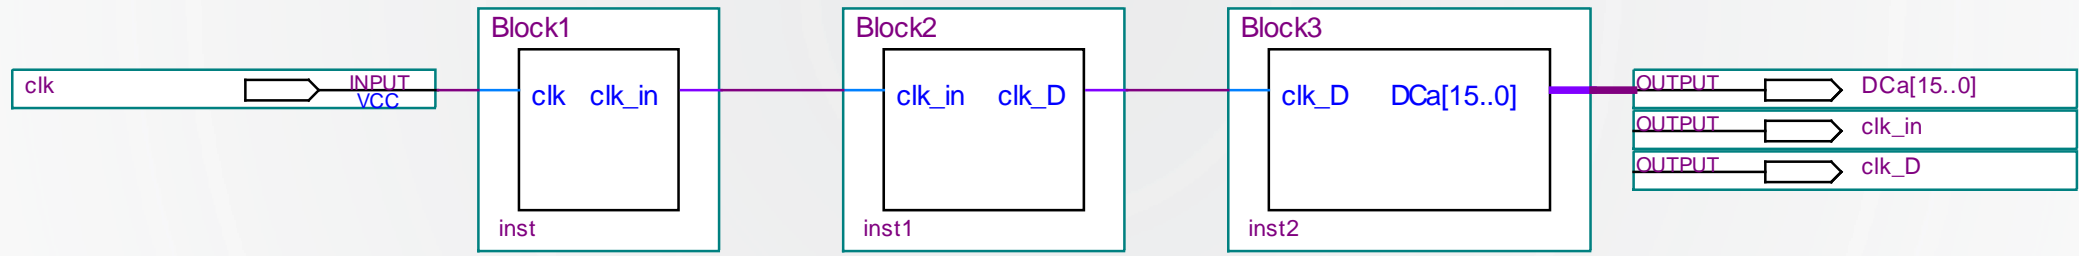 Block1
Block2
Block3
clk
INPUT
VCC
clk clk_in
clk_in clk_D
clk_D DCa[15..0]
OUTPUT DCa[15..0]
OUTPUT clk_in
OUTPUT clk_D
inst
inst1
inst2